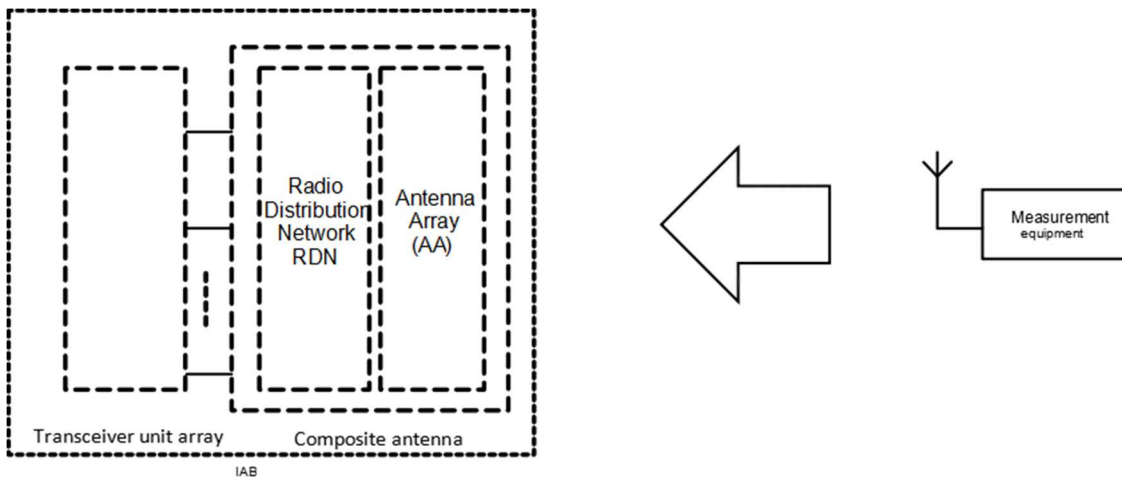 Radio
Distribution
Network
RDN
Antenna
Array
(AA)
Measurement
equipment
Transceiver unit array
Composite antenna
IAB